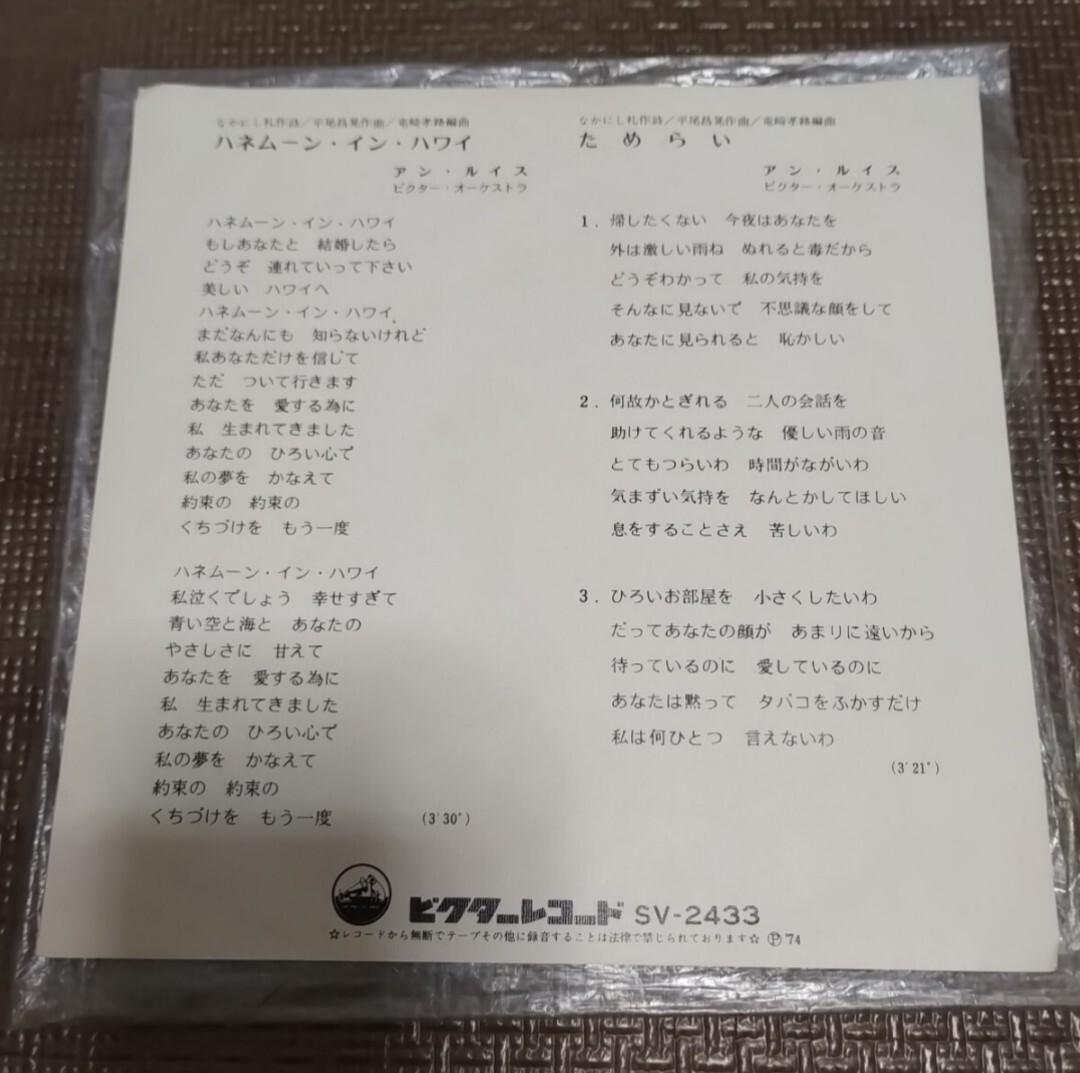 なかにし礼作詩/平尾昌晃作曲/竜崎孝路編曲
ハネムーン・イン・ハワイ
アン・ルイス
ビクター・オーケストラ
ハネムーン・イン・ハワイ
もしあなたと 結婚したら
どうぞ 連れていって下さい
美しい ハワイへ
ハネムーン・イン・ハワイ
まだなんにも 知らないけれど
私あなただけを信じて
ただ ついて行きます
あなたを 愛する為に
私 生まれてきました
あなたの ひろい心で
私の夢を かなえて
約束の 約束の
くちづけを もう一度
ハネムーン・イン・ハワイ
私泣くでしょう 幸せすぎて
青い空と海と あなたの
やさしさに 甘えて
あなたを 愛する為に
私 生まれてきました
あなたの ひろい心で
私の夢を かなえて
約束の 約束の
くちづけを もう一度 (3'30")
なかにし礼作詩/平尾昌晃作曲/竜崎孝路編曲
ためらい
アン・ルイス
ビクター・オーケストラ
1. 帰したくない 今夜はあなたを
外は激しい雨ね ぬれると毒だから
どうぞわかって 私の気持を
そんなに見ないで 不思議な顔をして
あなたに見られると 恥かしい
2. 何故かとぎれる 二人の会話を
助けてくれるような 優しい雨の音
とてもつらいわ 時間がながいわ
気まずい気持を なんとかしてほしい
息をすることさえ 苦しいわ
3. ひろいお部屋を 小さくしたいわ
だってあなたの顔が あまりに遠いから
待っているのに 愛しているのに
あなたは黙って タバコをふかすだけ
私は何ひとつ 言えないわ
(3'21")
ビクターレコード SV-2433
☆レコードから無断でテープその他に録音することは法律で禁じられております☆ Ⓟ'74